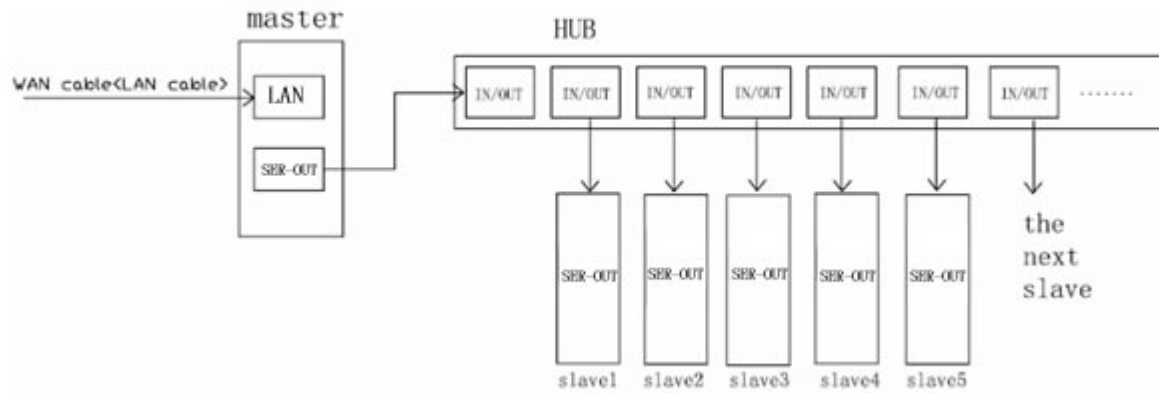 master
HUB
WAN cable<LAN cable>
LAN
SER-OUT
IN/OUT
IN/OUT
IN/OUT
IN/OUT
IN/OUT
IN/OUT
IN/OUT
.......
SER-OUT
SER-OUT
SER-OUT
SER-OUT
SER-OUT
the
next
slave
slave1
slave2
slave3
slave4
slave5